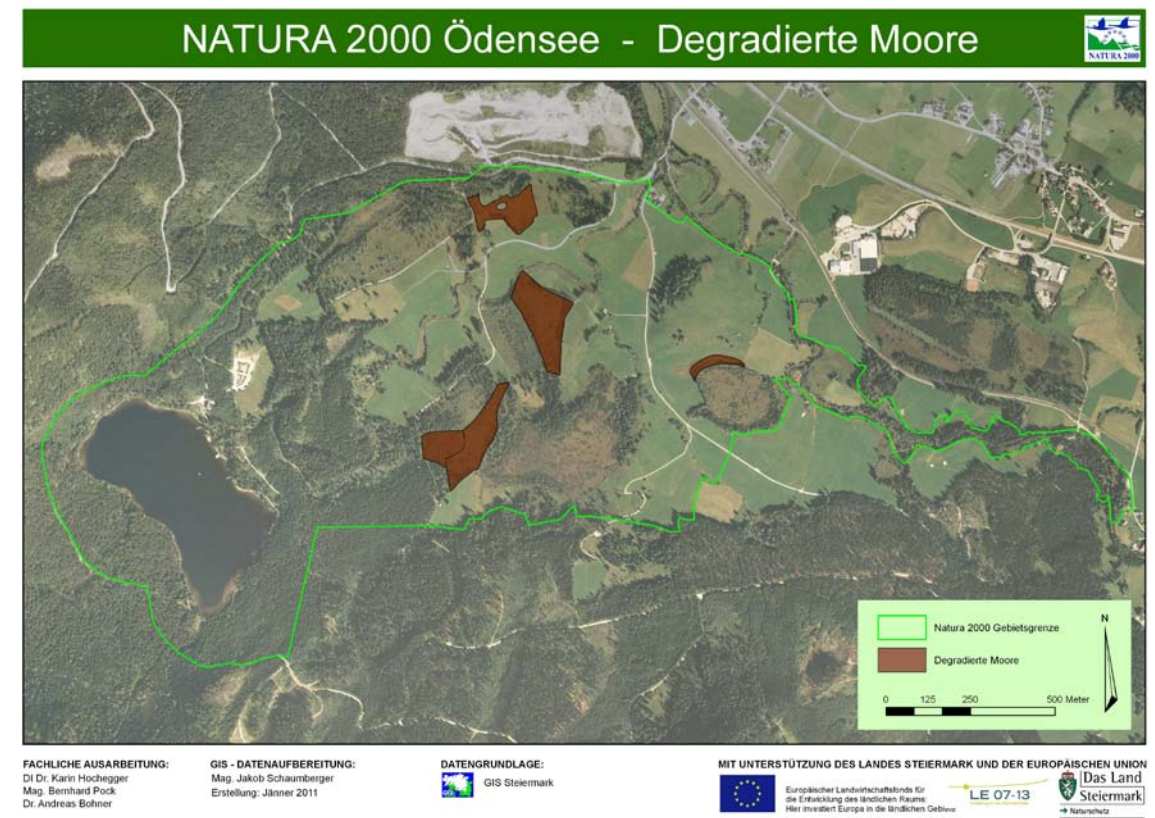 NATURA 2000 Ödensee - Degradierte Moore
NATURA 2000
Natura 2000 Gebietsgrenze
Degradierte Moore
N
0 125 250 500 Meter
FACHLICHE AUSARBEITUNG:
DI Dr. Karin Hochegger
Mag. Bernhard Pock
Dr. Andreas Bohner
GIS - DATENAUFBEREITUNG:
Mag. Jakob Schaumberger
Erstellung: Jänner 2011
DATENGRUNDLAGE:
GIS
GIS Steiermark
MIT UNTERSTÜTZUNG DES LANDES STEIERMARK UND DER EUROPÄISCHEN UNION
Europäischer Landwirtschaftsfonds für
die Entwicklung des ländlichen Raums:
Hier investiert Europa in die ländlichen Gebiete
LE 07-13
Das Land
Steiermark
→ Naturschutz